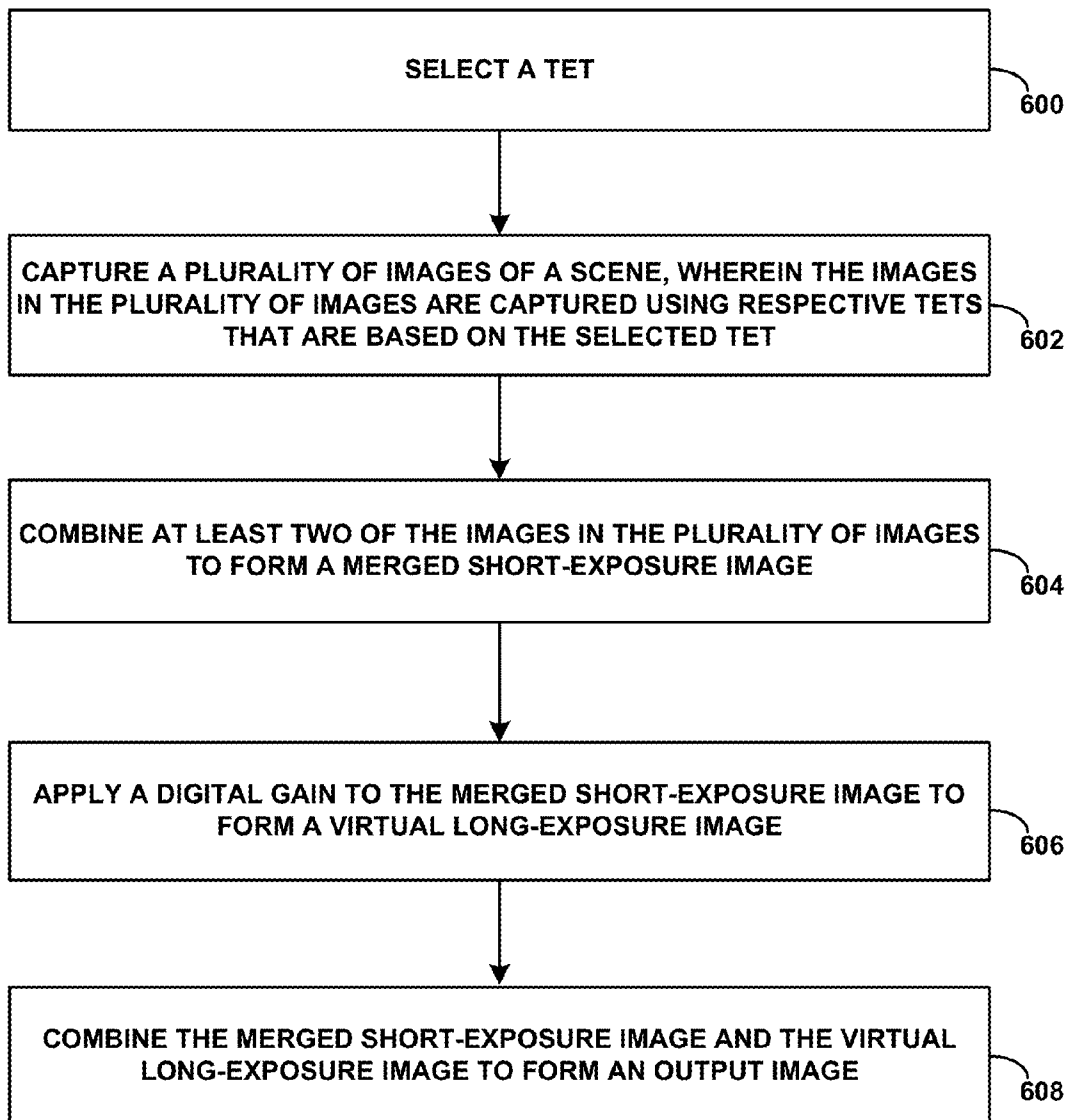 SELECT A TET
600
CAPTURE A PLURALITY OF IMAGES OF A SCENE, WHEREIN THE IMAGES
IN THE PLURALITY OF IMAGES ARE CAPTURED USING RESPECTIVE TETS
THAT ARE BASED ON THE SELECTED TET
602
COMBINE AT LEAST TWO OF THE IMAGES IN THE PLURALITY OF IMAGES
TO FORM A MERGED SHORT-EXPOSURE IMAGE
604
APPLY A DIGITAL GAIN TO THE MERGED SHORT-EXPOSURE IMAGE TO
FORM A VIRTUAL LONG-EXPOSURE IMAGE
606
COMBINE THE MERGED SHORT-EXPOSURE IMAGE AND THE VIRTUAL
LONG-EXPOSURE IMAGE TO FORM AN OUTPUT IMAGE
608